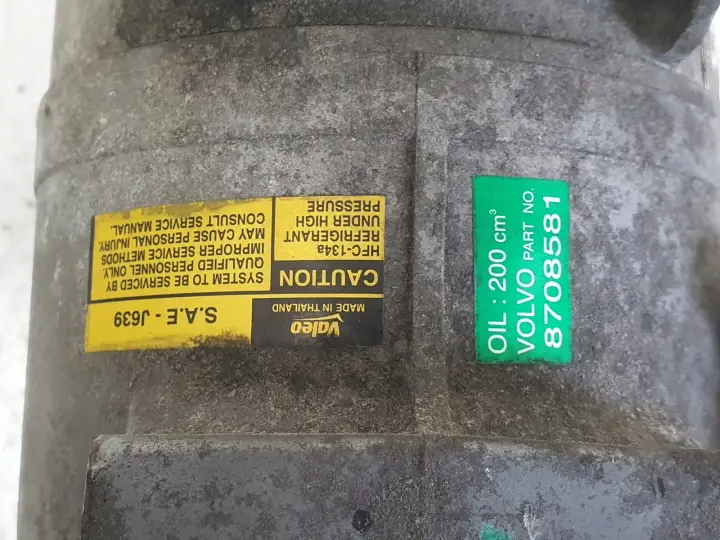 Valeo
MADE IN THAILAND
S.A.E - J639
CAUTION
HFC-134a
REFRIGERANT
UNDER HIGH
PRESSURE
SYSTEM TO BE SERVICED BY
QUALIFIED PERSONNEL ONLY.
IMPROPER SERVICE METHODS
MAY CAUSE PERSONAL INJURY.
CONSULT SERVICE MANUAL.
OIL : 200 cm³
VOLVO PART NO.
8708581